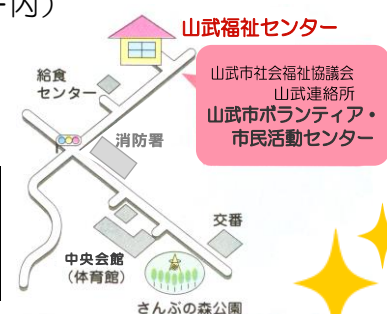 内）
山武福祉センター
山武市社会福祉協議会
山武連絡所
山武市ボランティア・
市民活動センター
給食
センター
消防署
交番
中央会館
（体育館）
さんぶの森公園